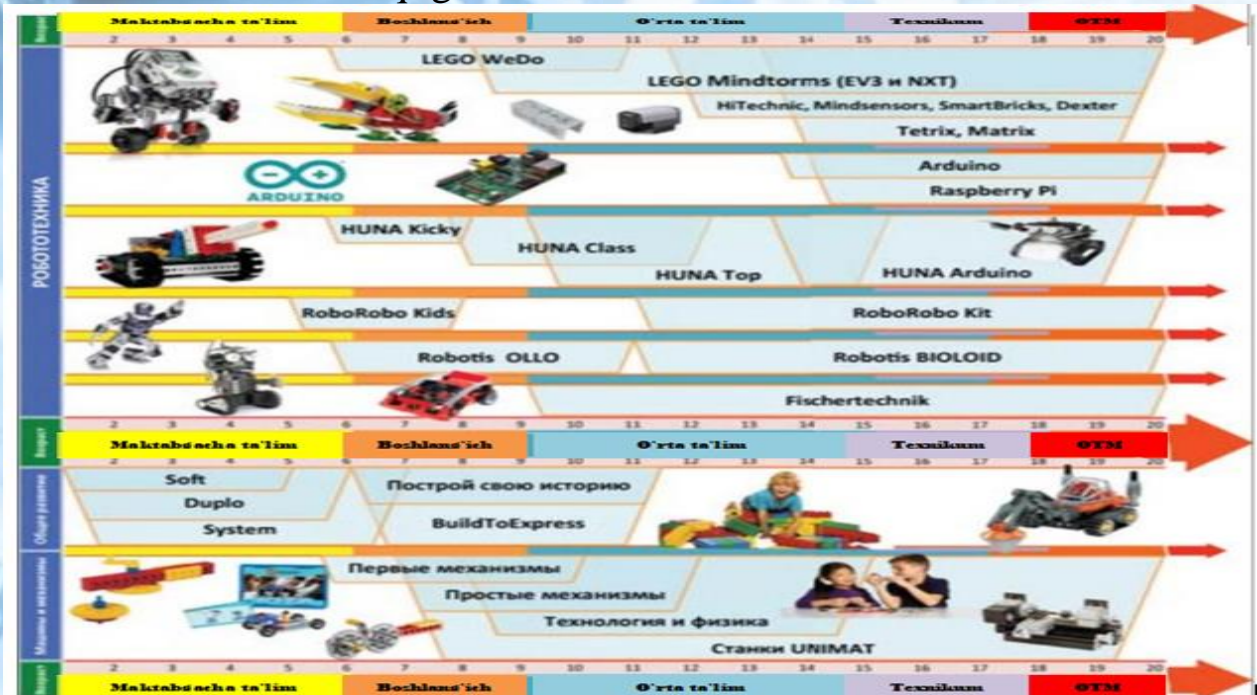 Возраст Maktabgacha ta'lim Boshlang'ich O'rta ta'lim Texnikum OTM
2 3 4 5 6 7 8 9 10 11 12 13 14 15 16 17 18 19 20
РОБОТОТЕХНИКА
LEGO WeDo
LEGO Mindtorms (EV3 и NXT)
HiTechnic, Mindsensors, SmartBricks, Dexter
Tetrix, Matrix
Arduino
ARDUINO
Raspberry Pi
HUNA Kicky
HUNA Class
HUNA Top HUNA Arduino
RoboRobo Kids RoboRobo Kit
Robotis OLLO Robotis BIOLOID
Fischertechnik
Возраст Maktabgacha ta'lim Boshlang'ich O'rta ta'lim Texnikum OTM
2 3 4 5 6 7 8 9 10 11 12 13 14 15 16 17 18 19 20
Общее развитие
Soft
Duplo
System
Построй свою историю
BuildToExpress
Машины и механизмы
Первые механизмы
Простые механизмы
Технология и физика
Станки UNIMAT
2 3 4 5 6 7 8 9 10 11 12 13 14 15 16 17 18 19 20
Возраст Maktabgacha ta'lim Boshlang'ich O'rta ta'lim Texnikum OTM